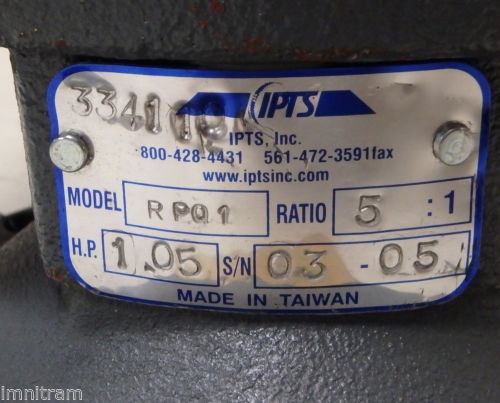 IPTS
IPTS, Inc.
800-428-4431 561-472-3591fax
www.iptsinc.com
MODEL RPQ1 RATIO 5 :1
H.P. 1.05 S/N 03 - 05
MADE IN TAIWAN
imnitram